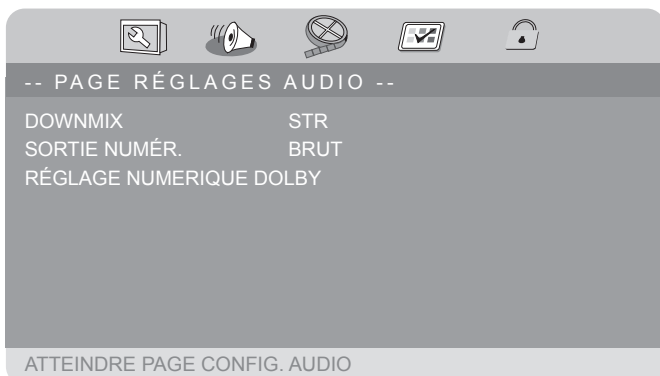 -- PAGE RÉGLAGES AUDIO --
DOWNMIX STR
SORTIE NUMÉR. BRUT
RÉGLAGE NUMERIQUE DOLBY
ATTEINDRE PAGE CONFIG. AUDIO